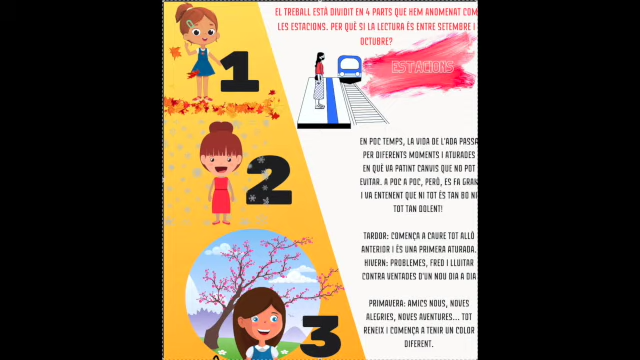 EL TREBALL ESTÀ DIVIDIT EN 4 PARTS QUE HEM ANOMENAT COM
LES ESTACIONS. PER QUÈ SI LA LECTURA ÉS ENTRE SETEMBRE I
OCTUBRE?
1
ESTACIONS
EN POC TEMPS, LA VIDA DE L'ADA PASSA
PER DIFERENTS MOMENTS I ATURADES
EN QUÈ VA PATINT CANVIS QUE NO POT
EVITAR. A POC A POC, PERÒ, ES FA GRAN
I VA ENTENENT QUE NI TOT ÉS TAN BO NI
TOT TAN DOLENT!
2
TARDOR: COMENÇA A CAURE TOT ALLÒ
ANTERIOR I ÉS UNA PRIMERA ATURADA.
HIVERN: PROBLEMES, FRED I LLUITAR
CONTRA VENTADES D'UN NOU DIA A DIA
PRIMAVERA: AMICS NOUS, NOVES
ALEGRIES, NOVES AVENTURES... TOT
RENEIX I COMENÇA A TENIR UN COLOR
DIFERENT.
3